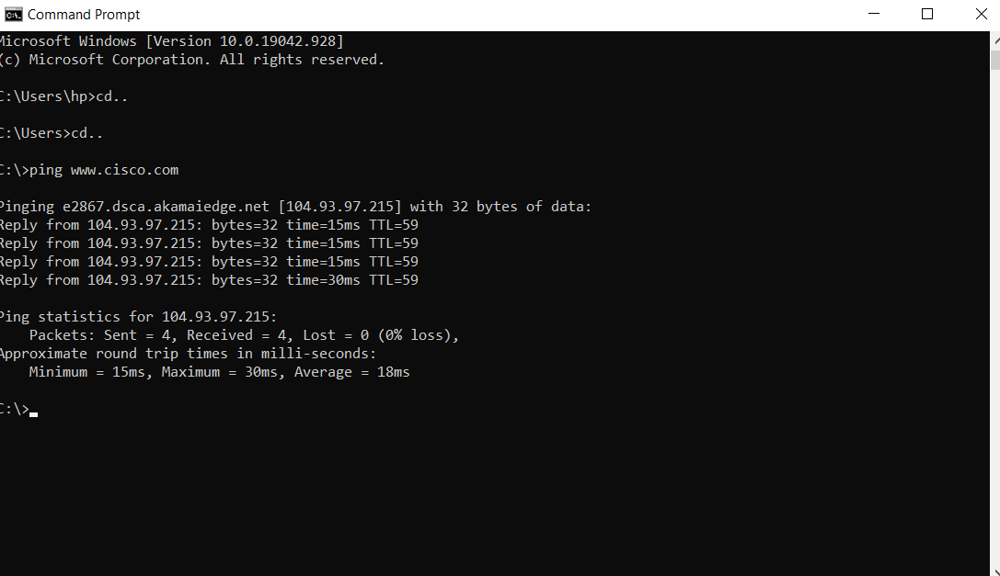 Command Prompt
Microsoft Windows [Version 10.0.19042.928]
(c) Microsoft Corporation. All rights reserved.
C:\Users\hp>cd..
C:\Users>cd..
C:\>ping www.cisco.com
Pinging e2867.dsca.akamaiedge.net [104.93.97.215] with 32 bytes of data:
Reply from 104.93.97.215: bytes=32 time=15ms TTL=59
Reply from 104.93.97.215: bytes=32 time=15ms TTL=59
Reply from 104.93.97.215: bytes=32 time=15ms TTL=59
Reply from 104.93.97.215: bytes=32 time=30ms TTL=59
Ping statistics for 104.93.97.215:
    Packets: Sent = 4, Received = 4, Lost = 0 (0% loss),
Approximate round trip times in milli-seconds:
    Minimum = 15ms, Maximum = 30ms, Average = 18ms
C:\>